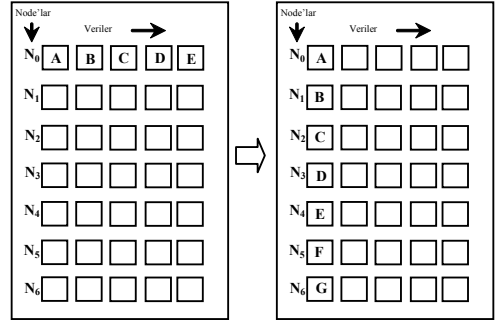 Node'lar
Veriler
N0 A B C D E
N1
N2
N3
N4
N5
N6
Node'lar
Veriler
N0 A
N1 B
N2 C
N3 D
N4 E
N5 F
N6 G